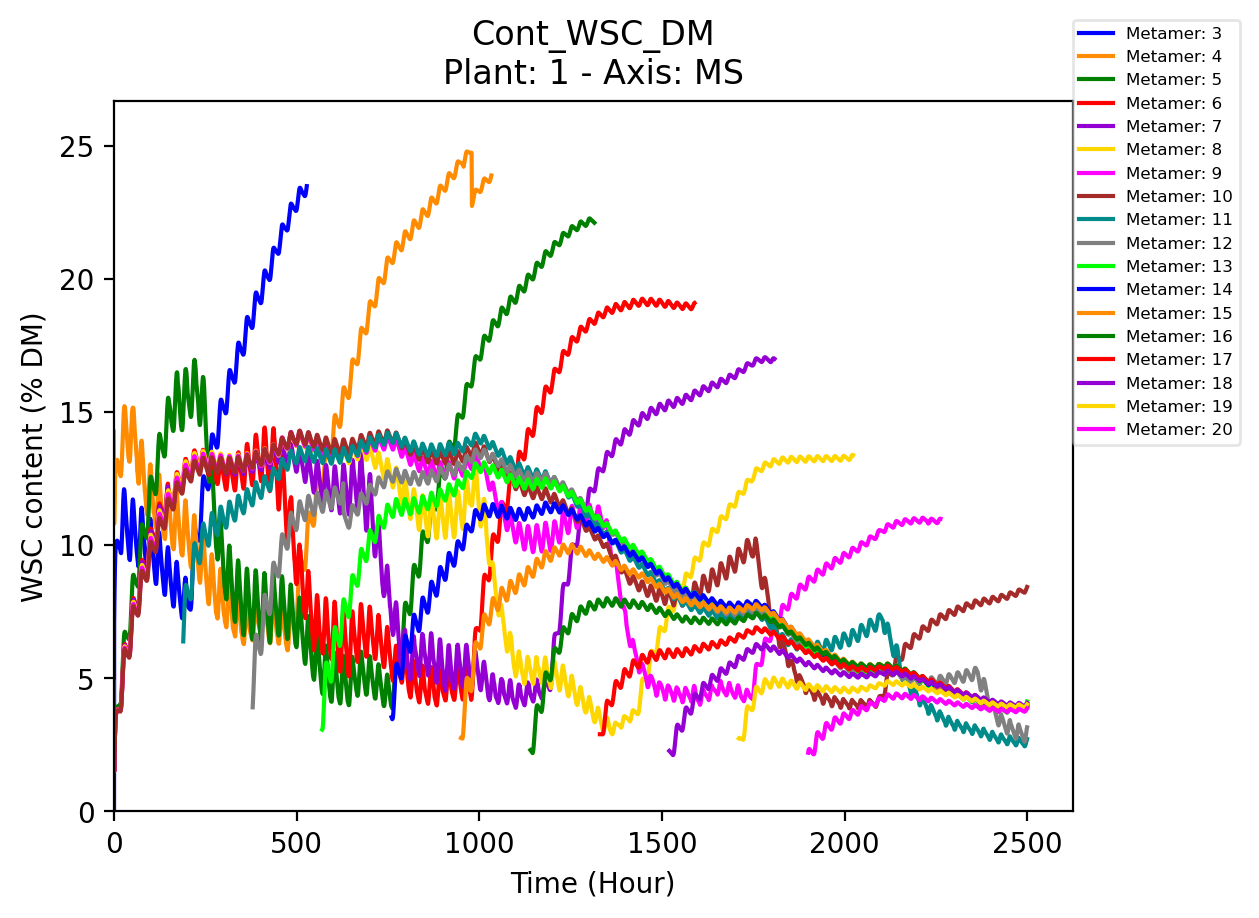 Cont_WSC_DM
Plant: 1 - Axis: MS
Metamer: 3
Metamer: 4
Metamer: 5
Metamer: 6
Metamer: 7
Metamer: 8
Metamer: 9
Metamer: 10
Metamer: 11
Metamer: 12
Metamer: 13
Metamer: 14
Metamer: 15
Metamer: 16
Metamer: 17
Metamer: 18
Metamer: 19
Metamer: 20
WSC content (% DM)
25
20
15
10
5
0
0 500 1000 1500 2000 2500
Time (Hour)